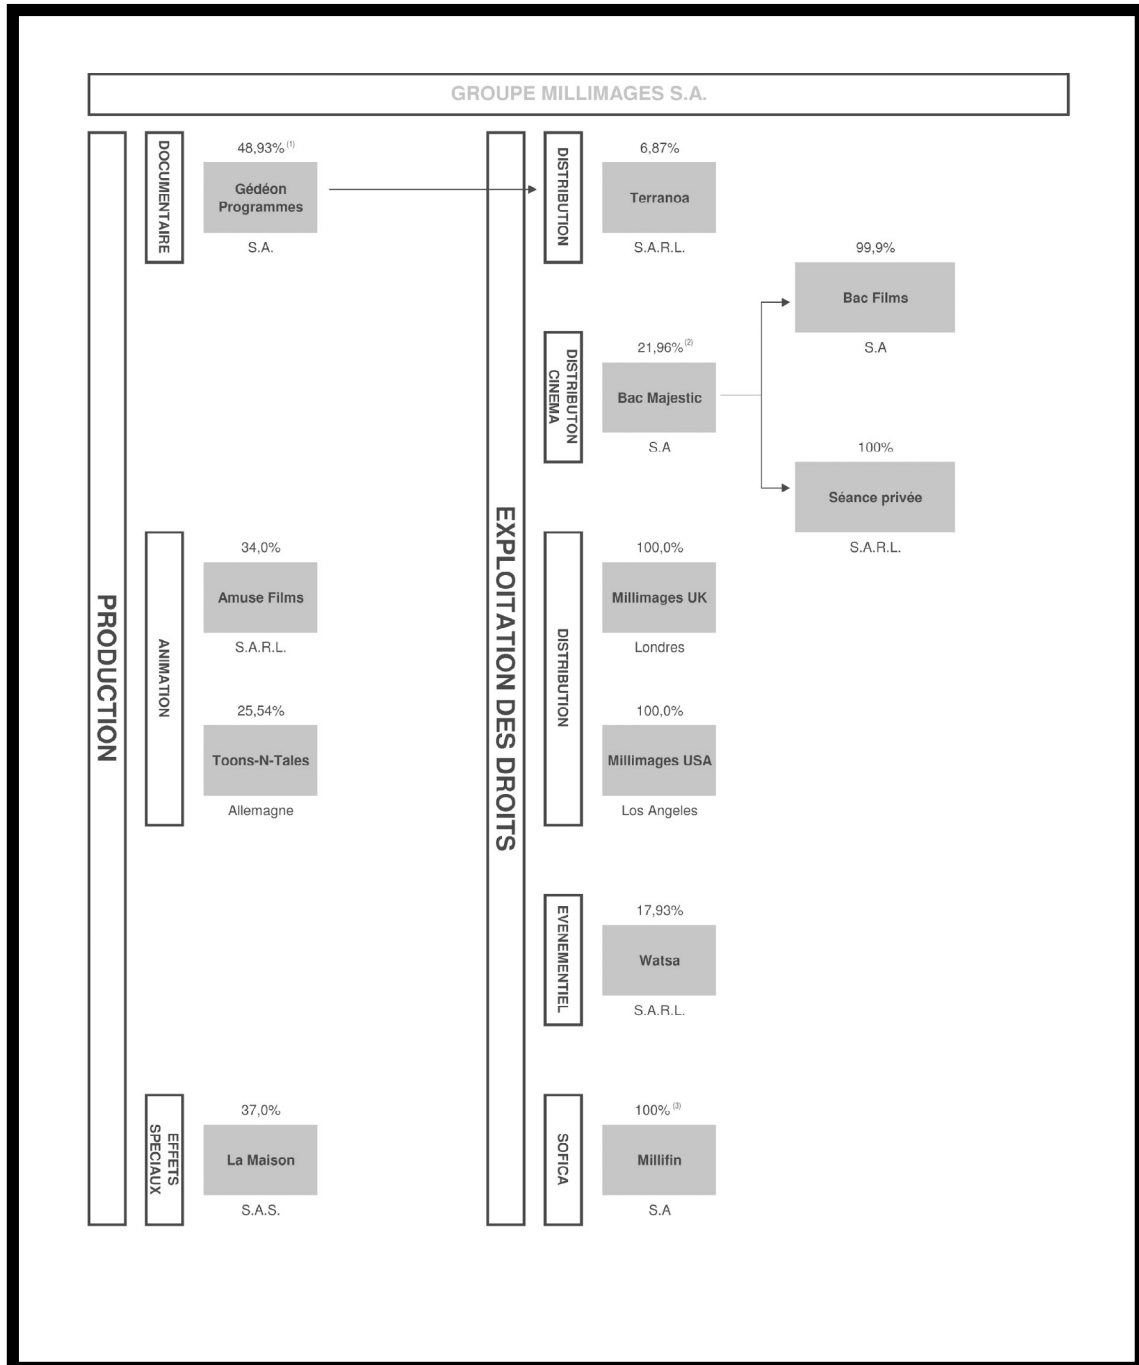 GROUPE MILLIMAGES S.A.
PRODUCTION
DOCUMENTAIRE
48,93% (1)
Gédéon
Programmes
S.A.
ANIMATION
34,0%
Amuse Films
S.A.R.L.
25,54%
Toons-N-Tales
Allemagne
EFFETS
SPECIAUX
37,0%
La Maison
S.A.S.
EXPLOITATION DES DROITS
DISTRIBUTION
6,87%
Terranoa
S.A.R.L.
DISTRIBUTON
CINEMA
21,96% (2)
Bac Majestic
S.A
99,9%
Bac Films
S.A
100%
Séance privée
S.A.R.L.
DISTRIBUTION
100,0%
Millimages UK
Londres
100,0%
Millimages USA
Los Angeles
EVENEMENTIEL
17,93%
Watsa
S.A.R.L.
SOFICA
100% (3)
Millifin
S.A